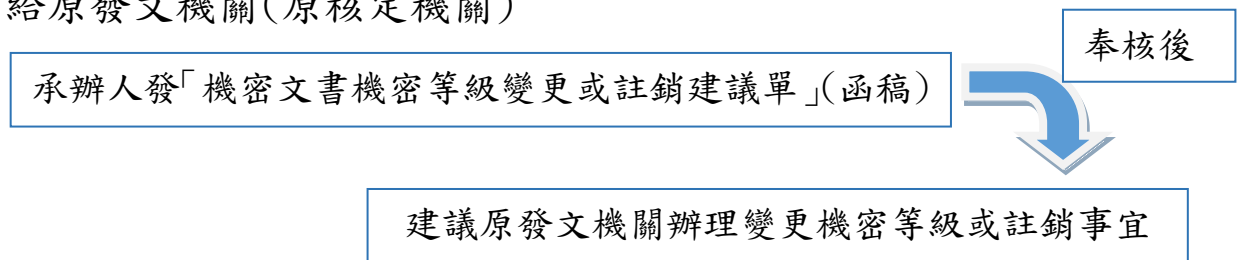 給原發文機關(原核定機關)
奉核後
承辦人發「機密文書機密等級變更或註銷建議單」(函稿)
建議原發文機關辦理變更機密等級或註銷事宜